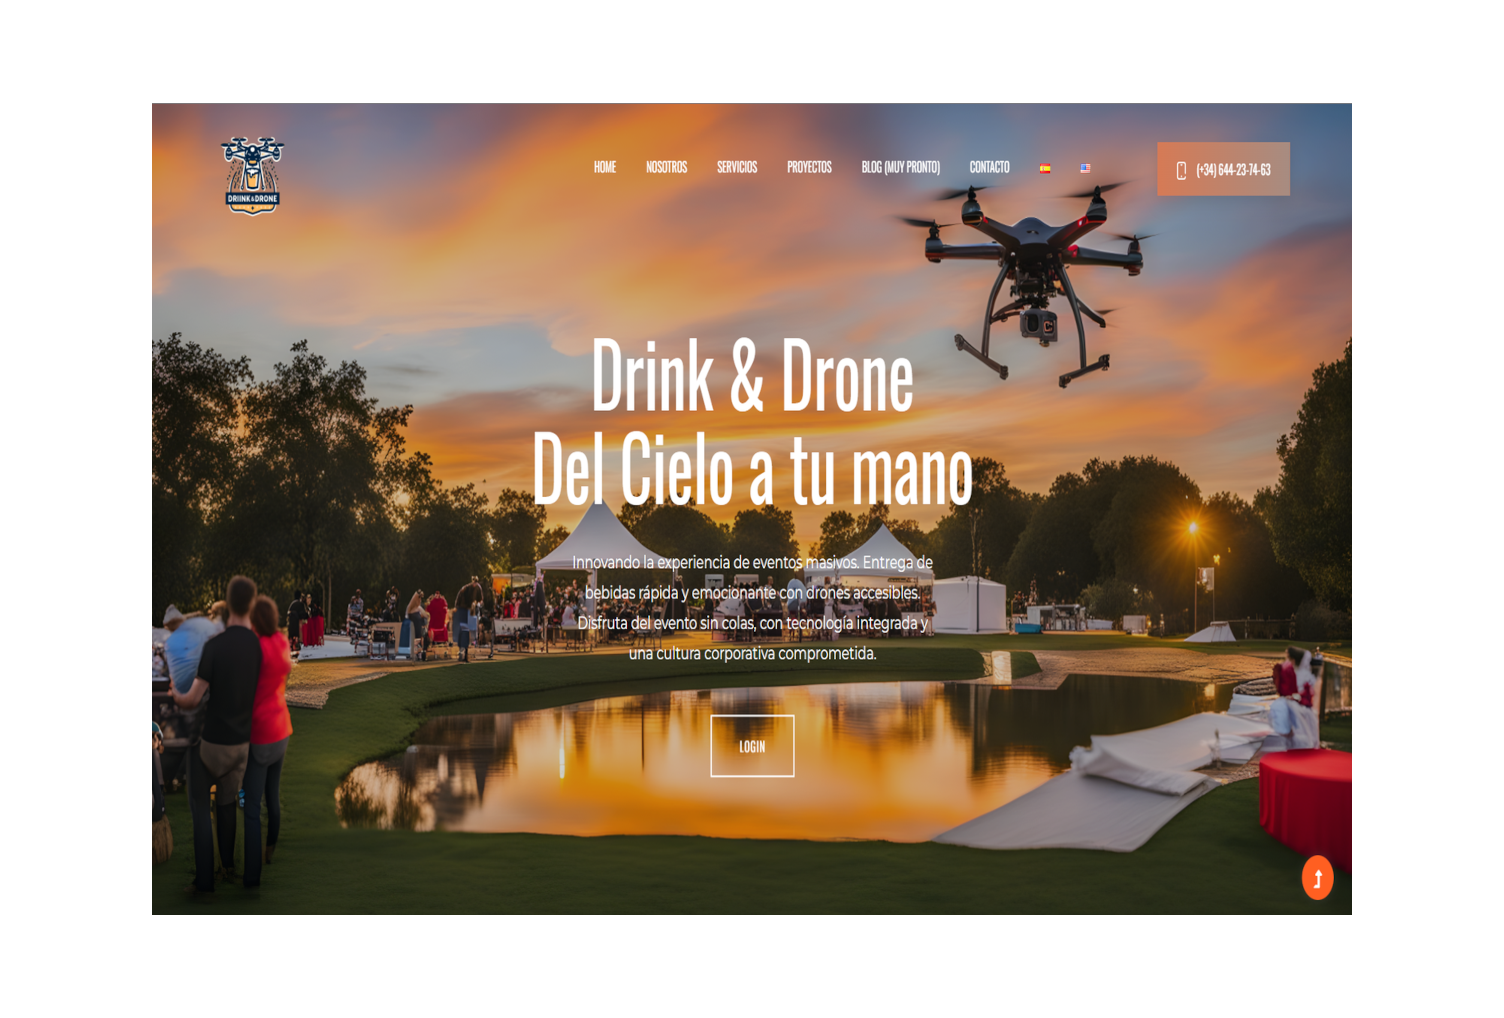 DRIINK&DRONE
HOME NOSOTROS SERVICIOS PROYECTOS BLOG (MUY PRONTO) CONTACTO
(+34) 644-23-74-63
Drink & Drone
Del Cielo a tu mano
Innovando la experiencia de eventos masivos. Entrega de
bebidas rápida y emocionante con drones accesibles.
Disfruta del evento sin colas, con tecnología integrada y
una cultura corporativa comprometida.
LOGIN